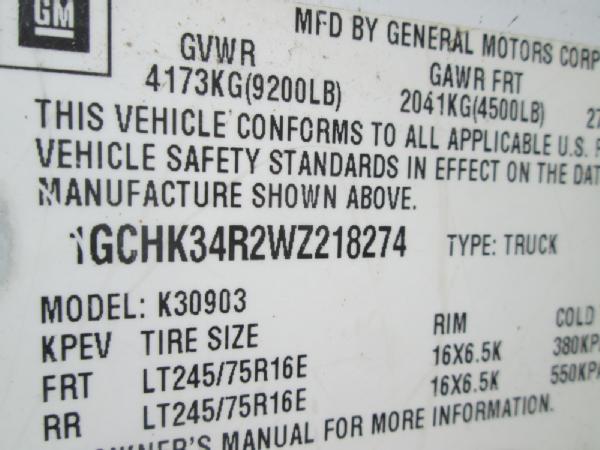 GM
MFD BY GENERAL MOTORS CORP
GVWR GAWR FRT
4173KG(9200LB) 2041KG(4500LB) 27
THIS VEHICLE CONFORMS TO ALL APPLICABLE U.S. F
VEHICLE SAFETY STANDARDS IN EFFECT ON THE DAT
MANUFACTURE SHOWN ABOVE.
1GCHK34R2WZ218274 TYPE: TRUCK
MODEL: K30903
KPEV TIRE SIZE RIM COLD
FRT LT245/75R16E 16X6.5K 380KP
RR LT245/75R16E 16X6.5K 550KPA
OWNER'S MANUAL FOR MORE INFORMATION.